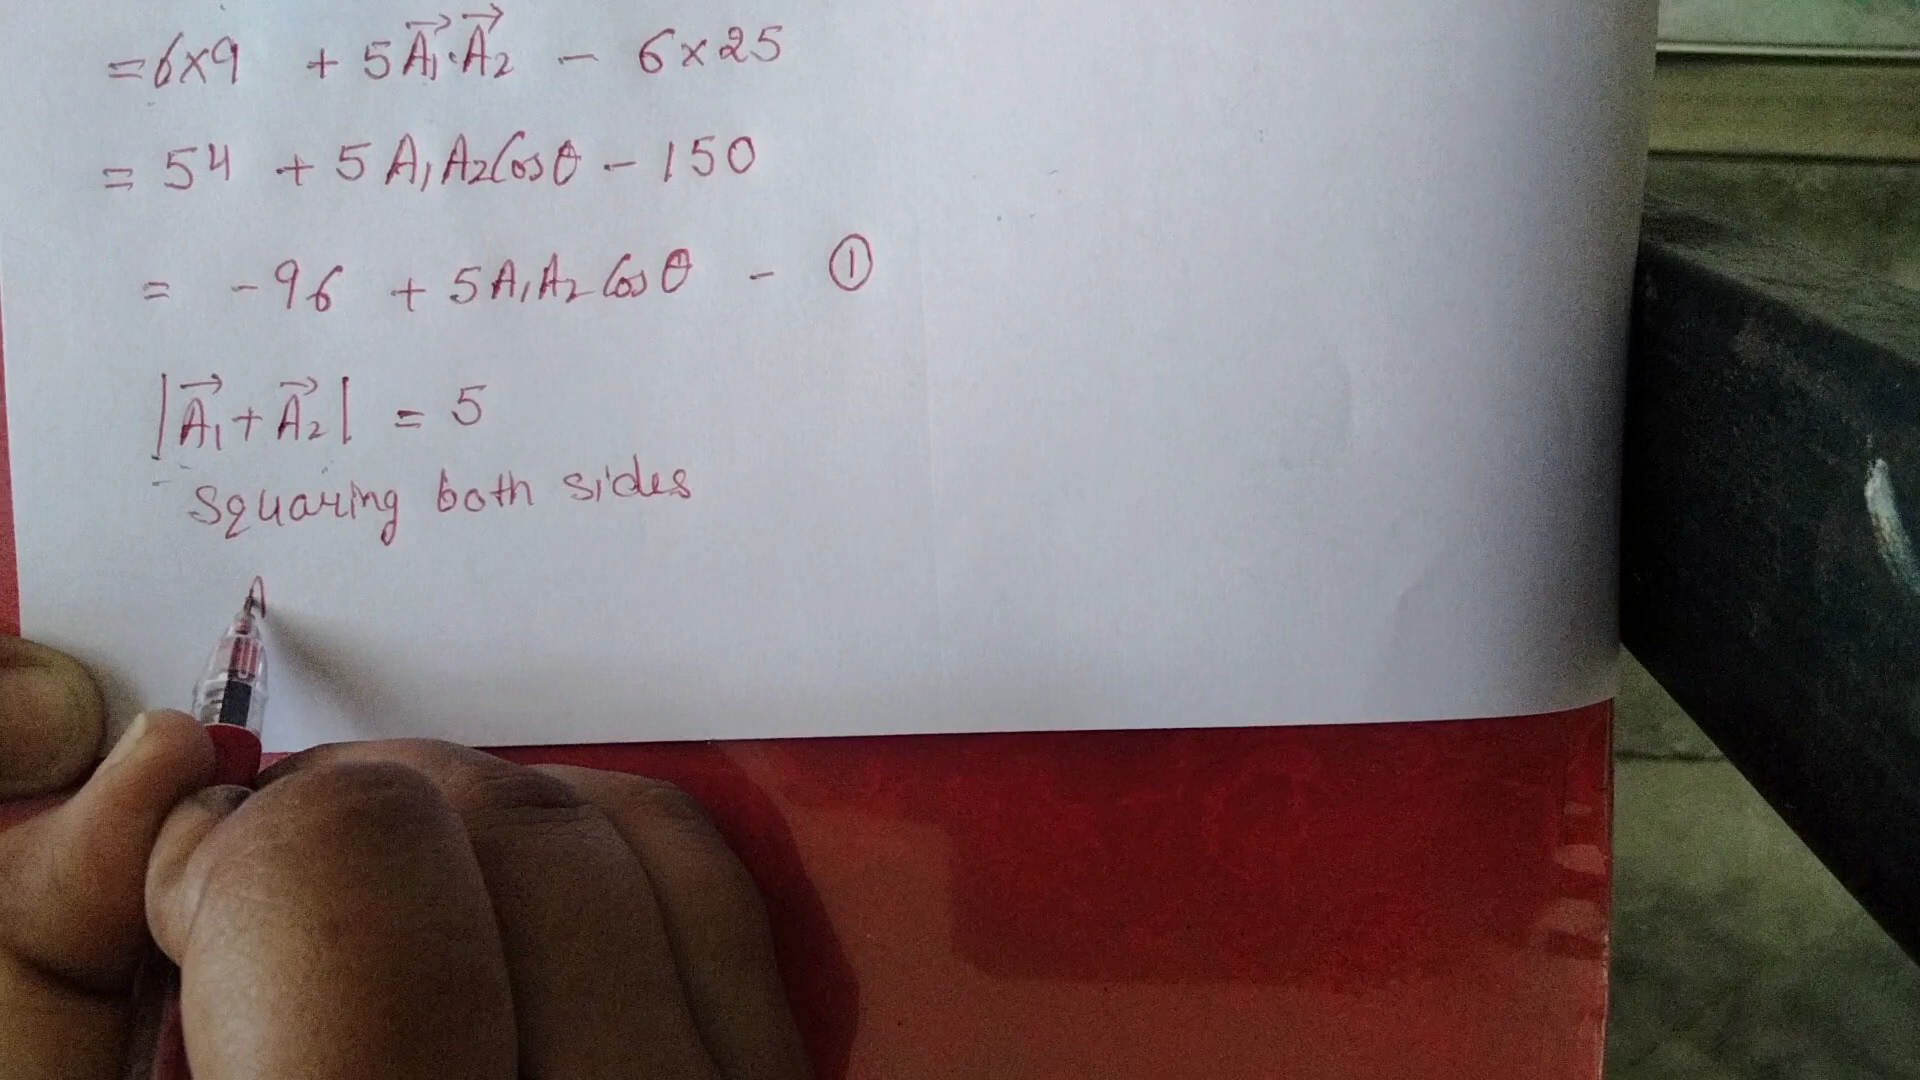 = 6×9 + 5A⃗₁·A⃗₂ - 6×25
= 54 + 5A₁A₂Cosθ - 150
= -96 + 5A₁A₂Cosθ - ①
|A⃗₁+A⃗₂| = 5
Squaring both sides
A